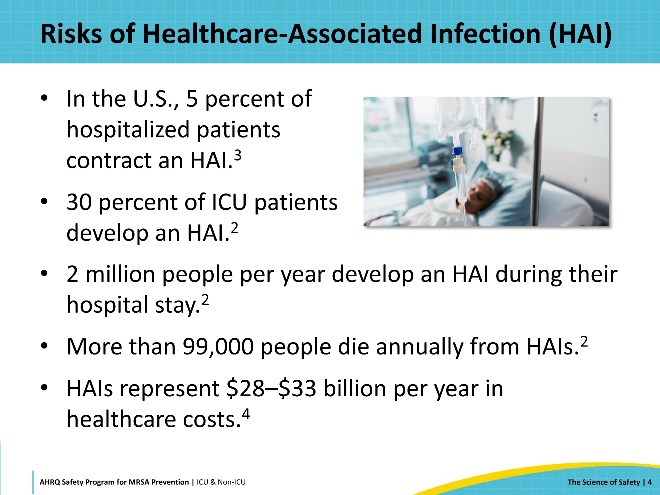 Risks of Healthcare-Associated Infection (HAI)
• In the U.S., 5 percent of
hospitalized patients
contract an HAI.³
• 30 percent of ICU patients
develop an HAI.²
• 2 million people per year develop an HAI during their
hospital stay.²
• More than 99,000 people die annually from HAIs.²
• HAIs represent $28–$33 billion per year in
healthcare costs.⁴
AHRQ Safety Program for MRSA Prevention | ICU & Non-ICU
The Science of Safety | 4